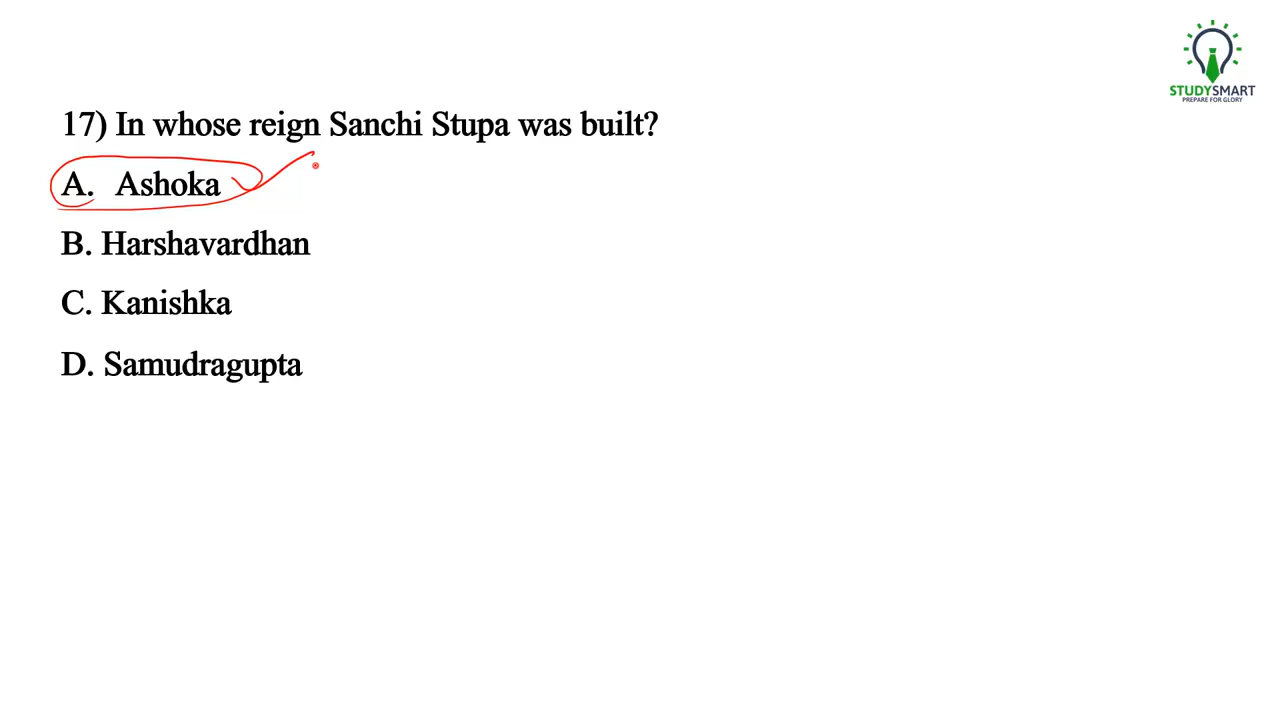 STUDYSMART
PREPARE FOR GLORY
17) In whose reign Sanchi Stupa was built?
A. Ashoka
B. Harshavardhan
C. Kanishka
D. Samudragupta